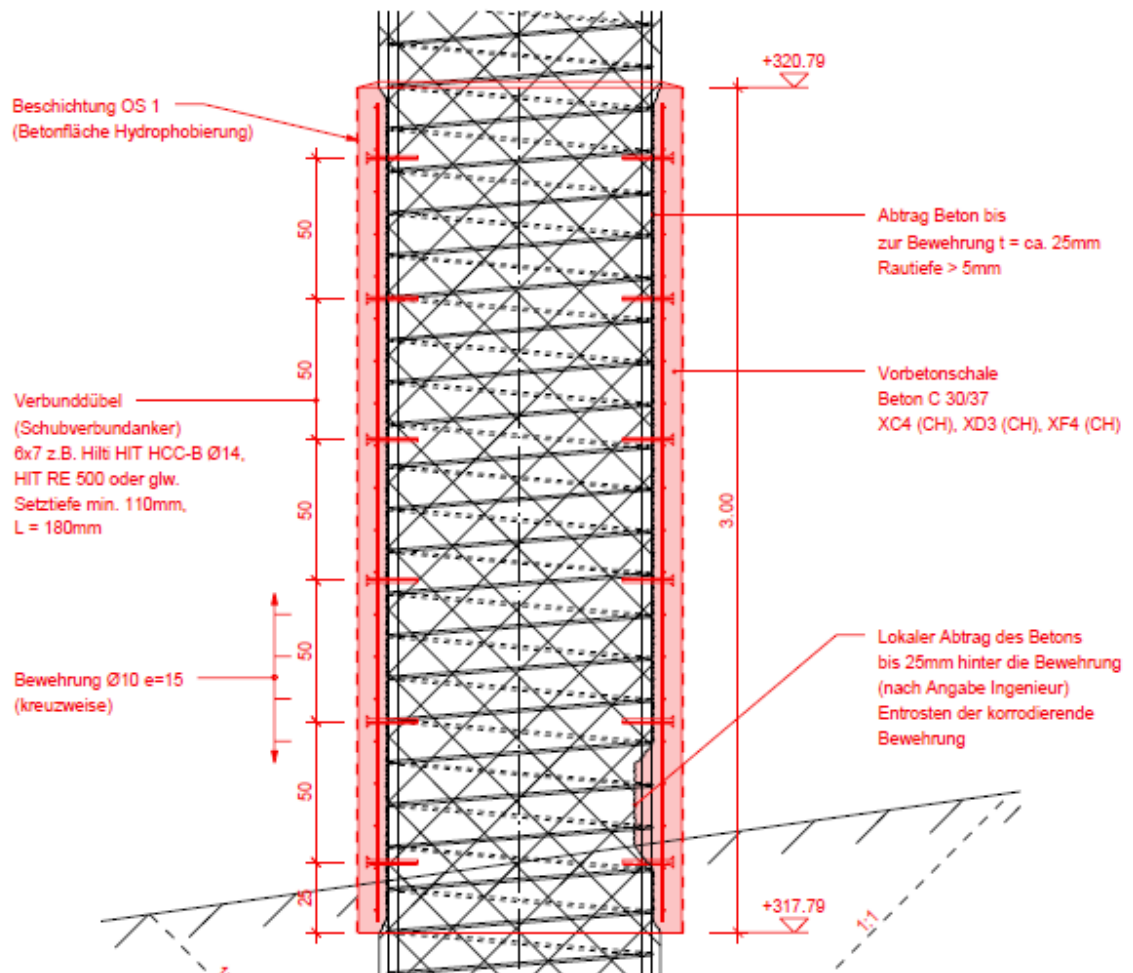 +320.79
Beschichtung OS 1
(Betonfläche Hydrophobierung)
Abtrag Beton bis
zur Bewehrung t = ca. 25mm
Rautiefe > 5mm
50
50
Vorbetonschale
Beton C 30/37
XC4 (CH), XD3 (CH), XF4 (CH)
Verbunddübel
(Schubverbundanker)
6x7 z.B. Hilti HIT HCC-B Ø14,
HIT RE 500 oder glw.
Setztiefe min. 110mm,
L = 180mm
50
3.00
50
Lokaler Abtrag des Betons
bis 25mm hinter die Bewehrung
(nach Angabe Ingenieur)
Entrosten der korrodierende
Bewehrung
Bewehrung Ø10 e=15
(kreuzweise)
50
25
+317.79
1:1